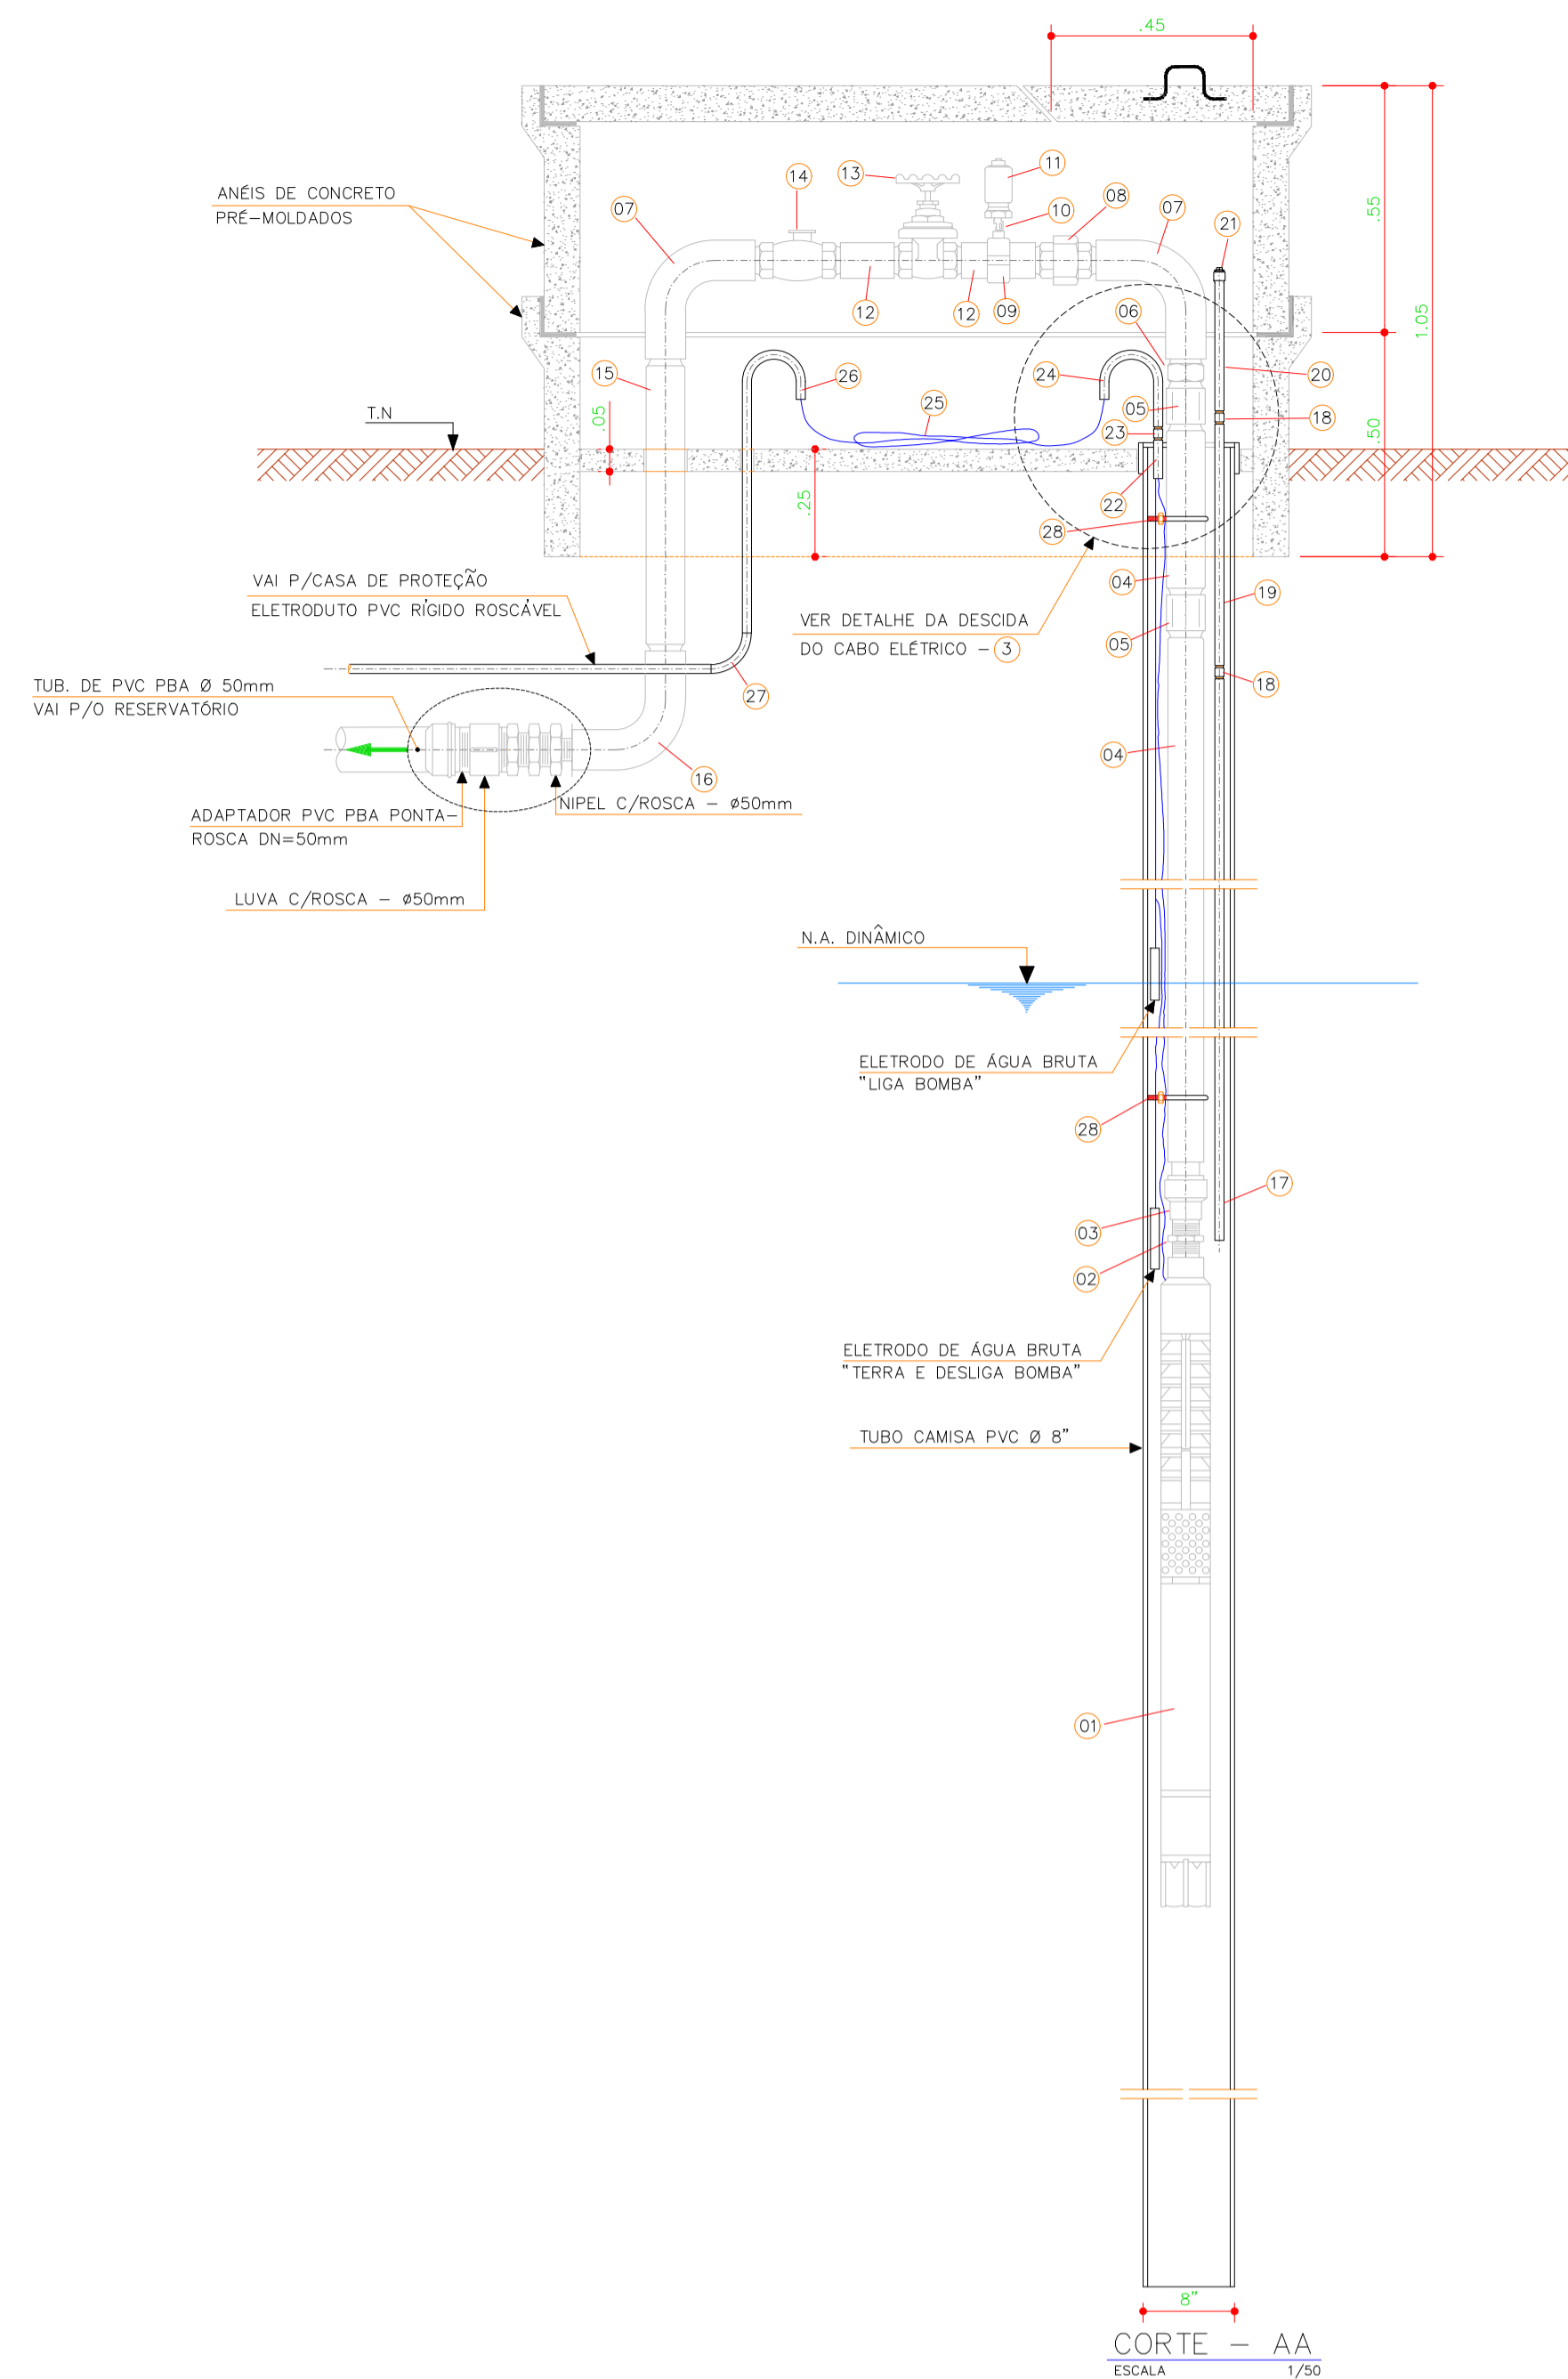 .45
ANÉIS DE CONCRETO
PRÉ-MOLDADOS
14
13
11
10
08
07
07
21
.55
1.05
12
12
09
06
15
26
24
20
25
05
18
.05
23
.50
T.N
.25
22
28
VAI P/CASA DE PROTEÇÃO
ELETRODUTO PVC RÍGIDO ROSCÁVEL
04
19
VER DETALHE DA DESCIDA
DO CABO ELÉTRICO - 3
05
18
27
TUB. DE PVC PBA Ø 50mm
VAI P/O RESERVATÓRIO
04
16
NIPEL C/ROSCA - ø50mm
ADAPTADOR PVC PBA PONTA-
ROSCA DN=50mm
LUVA C/ROSCA - ø50mm
N.A. DINÂMICO
ELETRODO DE ÁGUA BRUTA
"LIGA BOMBA"
28
17
03
02
ELETRODO DE ÁGUA BRUTA
"TERRA E DESLIGA BOMBA"
TUBO CAMISA PVC Ø 8"
01
8"
CORTE - AA
ESCALA 1/50